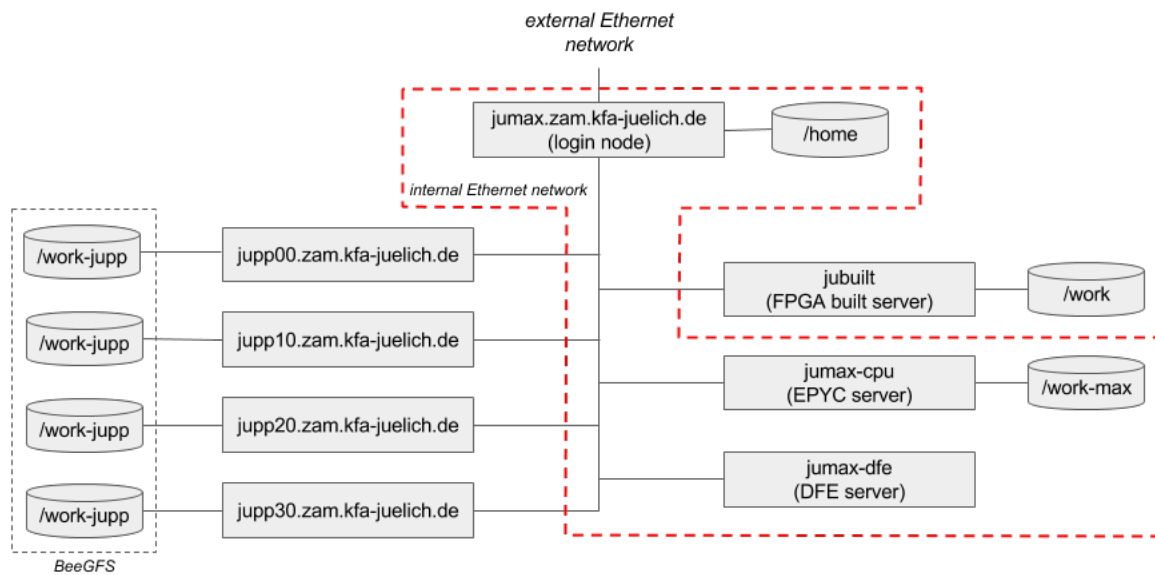 external Ethernet
network
jumax.zam.kfa-juelich.de
(login node)
/home
internal Ethernet network
/work-jupp
jupp00.zam.kfa-juelich.de
jubuilt
(FPGA built server)
/work
/work-jupp
jupp10.zam.kfa-juelich.de
jumax-cpu
(EPYC server)
/work-max
/work-jupp
jupp20.zam.kfa-juelich.de
jumax-dfe
(DFE server)
/work-jupp
jupp30.zam.kfa-juelich.de
BeeGFS